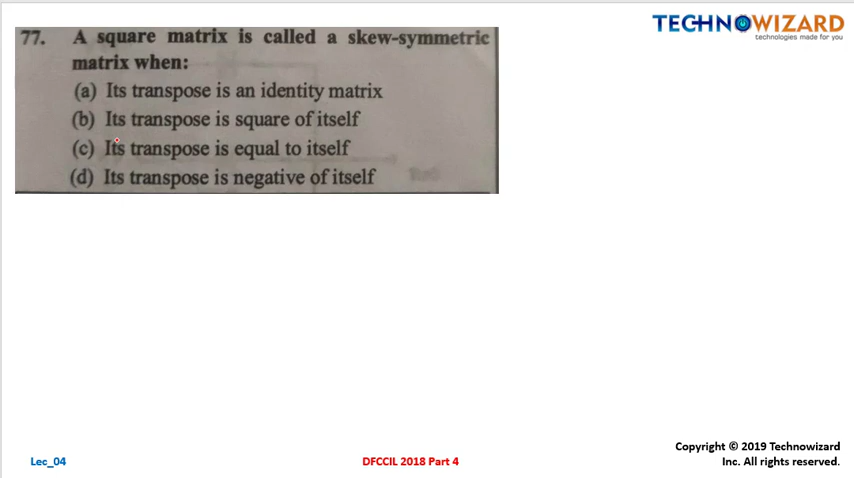 TECHNOWIZARD
technologies made for you
77. A square matrix is called a skew-symmetric
matrix when:
(a) Its transpose is an identity matrix
(b) Its transpose is square of itself
(c) Its transpose is equal to itself
(d) Its transpose is negative of itself
Lec_04
DFCCIL 2018 Part 4
Copyright © 2019 Technowizard
Inc. All rights reserved.